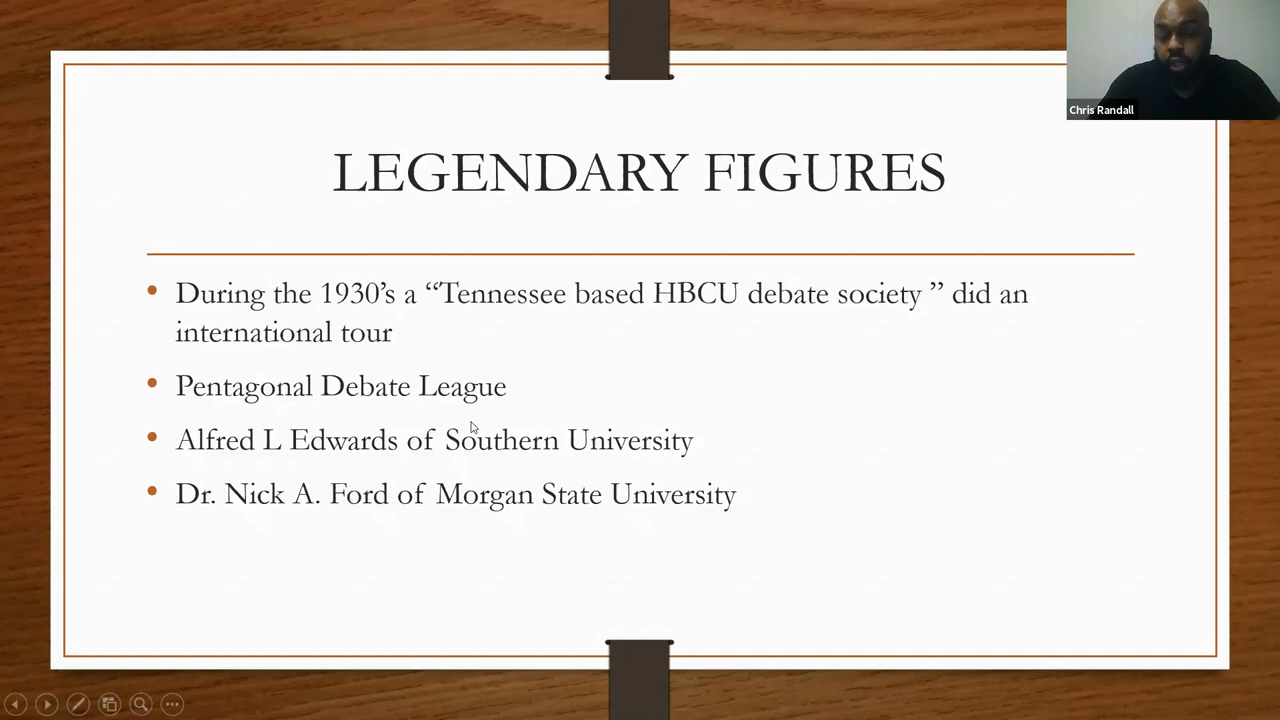 Chris Randall
LEGENDARY FIGURES
• During the 1930’s a “Tennessee based HBCU debate society ” did an
international tour
• Pentagonal Debate League
• Alfred L Edwards of Southern University
• Dr. Nick A. Ford of Morgan State University